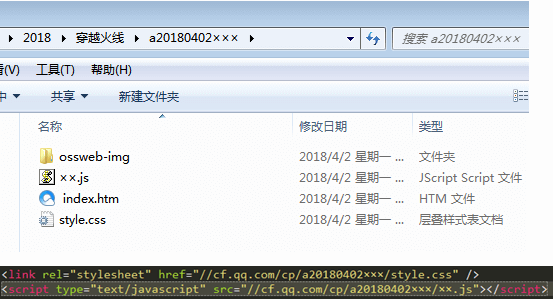 ▸ 2018 ▸ 穿越火线 ▸ a20180402××× ▸ 搜索 a20180402×××
看(V) 工具(T) 帮助(H)
中 ▾ 共享 ▾ 新建文件夹
名称 修改日期 类型
ossweb-img 2018/4/2 星期一 ... 文件夹
××.js 2018/4/2 星期一 ... JScript Script 文件
index.htm 2018/4/2 星期一 ... HTM 文件
style.css 2018/4/2 星期一 ... 层叠样式表文档
<link rel="stylesheet" href="//cf.qq.com/cp/a20180402×××/style.css" />
<script type="text/javascript" src="//cf.qq.com/cp/a20180402×××/××.js"></script>